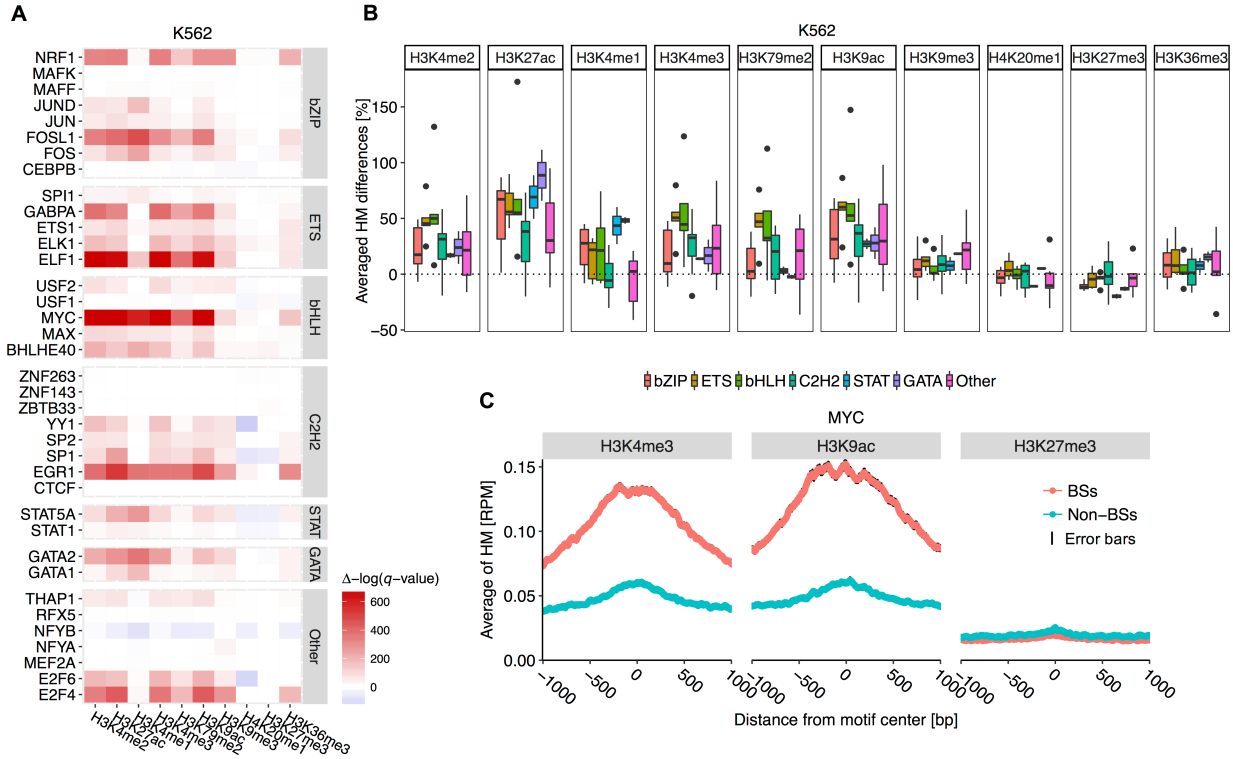 A
K562
NRF1
MAFK
MAFF
JUND
JUN
FOSL1
FOS
CEBPB
bZIP
SPI1
GABPA
ETS1
ELK1
ELF1
ETS
USF2
USF1
MYC
MAX
BHLHE40
bHLH
ZNF263
ZNF143
ZBTB33
YY1
SP2
SP1
EGR1
CTCF
C2H2
STAT5A
STAT1
STAT
GATA2
GATA1
GATA
THAP1
RFX5
NFYB
NFYA
MEF2A
E2F6
E2F4
Other
H3K4me2
H3K27ac
H3K4me1
H3K4me3
H3K79me2
H3K9ac
H3K9me3
H4K20me1
H3K27me3
H3K36me3
Δ−log(q−value)
600
400
200
0
B
K562
H3K4me2 H3K27ac H3K4me1 H3K4me3 H3K79me2 H3K9ac H3K9me3 H4K20me1 H3K27me3 H3K36me3
Averaged HM differences [%]
150
100
50
0
−50
bZIP ETS bHLH C2H2 STAT GATA Other
C
MYC
H3K4me3 H3K9ac H3K27me3
Average of HM [RPM]
0.15
0.10
0.05
0.00
BSs
Non−BSs
Error bars
−1000 −500 0 500 1000 −1000 −500 0 500 1000 −1000 −500 0 500 1000
Distance from motif center [bp]